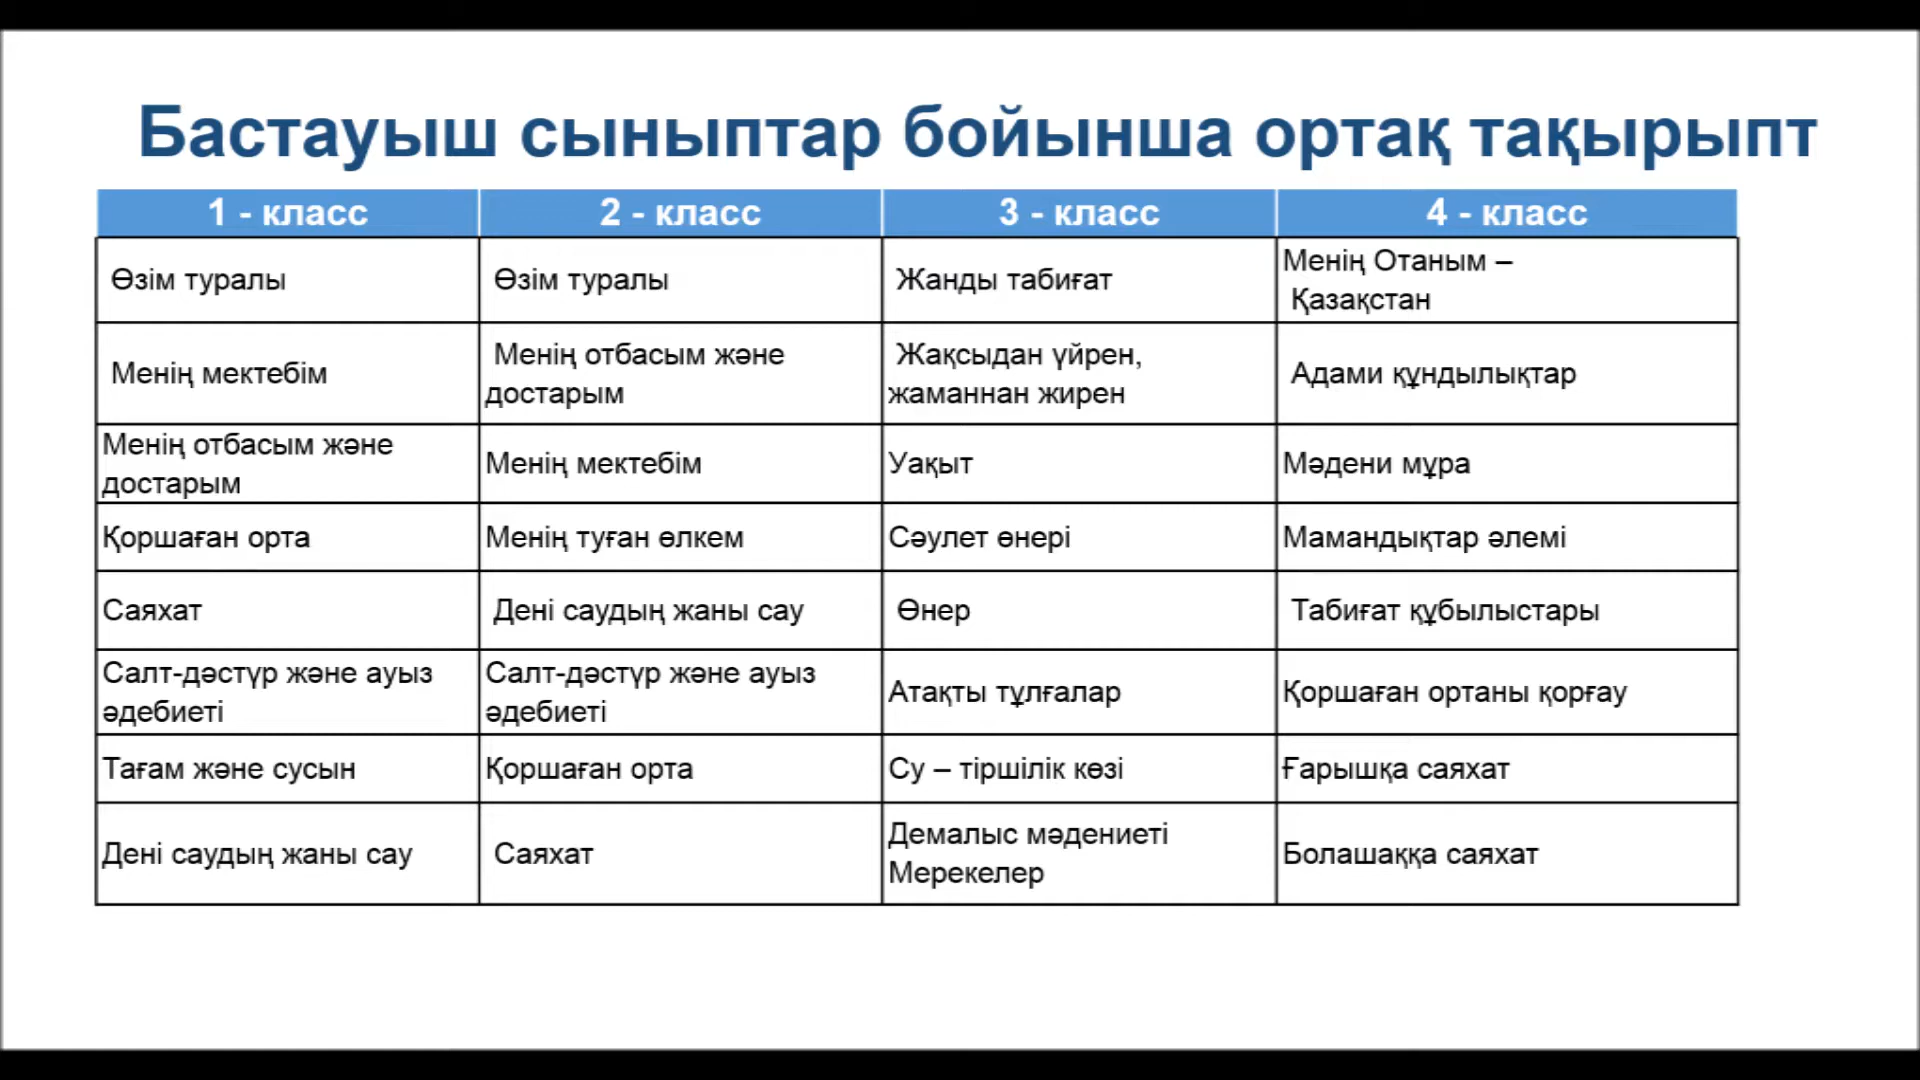 Бастауыш сыныптар бойынша ортақ тақырыпт
1 - класс 2 - класс 3 - класс 4 - класс
Өзім туралы
Өзім туралы
Жанды табиғат
Менің Отаным –
Қазақстан
Менің мектебім
Менің отбасым және
достарым
Жақсыдан үйрен,
жаманнан жирен
Адами құндылықтар
Менің отбасым және
достарым
Менің мектебім
Уақыт
Мәдени мұра
Қоршаған орта
Менің туған өлкем
Сәулет өнері
Мамандықтар әлемі
Саяхат
Дені саудың жаны сау
Өнер
Табиғат құбылыстары
Салт-дәстүр және ауыз
әдебиеті
Салт-дәстүр және ауыз
әдебиеті
Атақты тұлғалар
Қоршаған ортаны қорғау
Тағам және сусын
Қоршаған орта
Су – тіршілік көзі
Ғарышқа саяхат
Дені саудың жаны сау
Саяхат
Демалыс мәдениеті
Мерекелер
Болашаққа саяхат